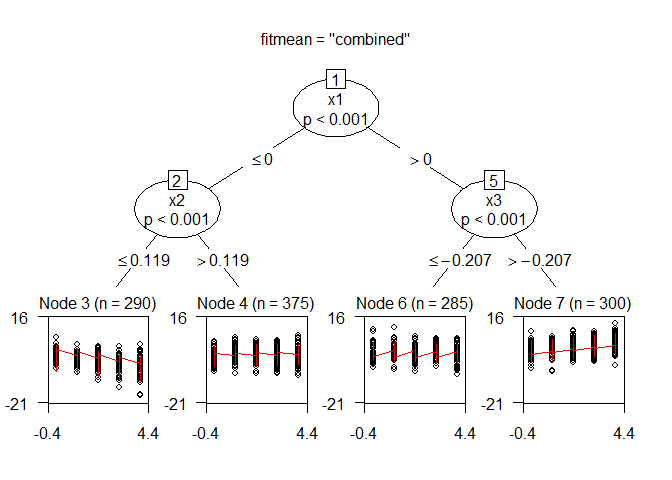 fitmean = "combined"
1
x1
p < 0.001
≤ 0
> 0
2
x2
p < 0.001
5
x3
p < 0.001
≤ 0.119
> 0.119
≤ −0.207
> −0.207
Node 3 (n = 290)
Node 4 (n = 375)
Node 6 (n = 285)
Node 7 (n = 300)
16
-21
-0.4
4.4
16
-21
-0.4
4.4
16
-21
-0.4
4.4
16
-21
-0.4
4.4